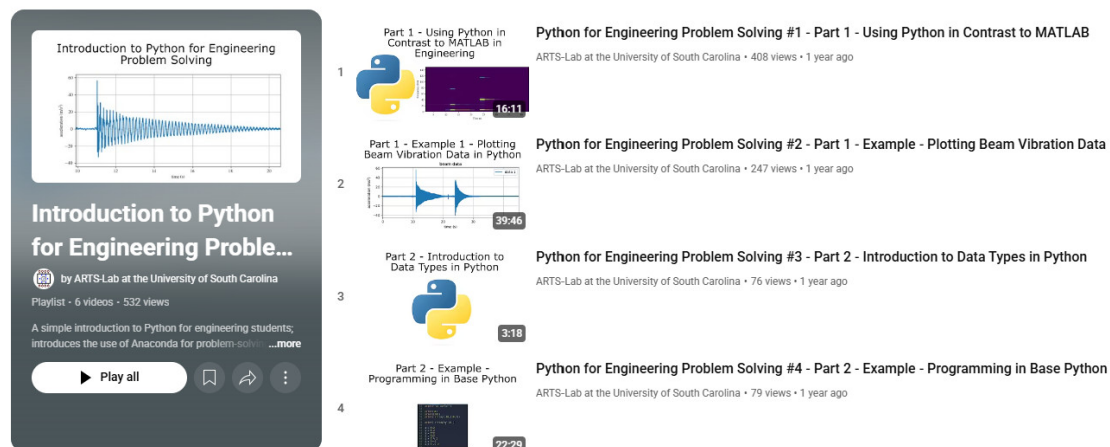 Introduction to Python for Engineering
Problem Solving
Introduction to Python
for Engineering Proble...
by ARTS-Lab at the University of South Carolina
Playlist • 6 videos • 532 views
A simple introduction to Python for engineering students;
introduces the use of Anaconda for problem-solvin ...more
Play all
1
Part 1 - Using Python in
Contrast to MATLAB in
Engineering
16:11
Python for Engineering Problem Solving #1 - Part 1 - Using Python in Contrast to MATLAB
ARTS-Lab at the University of South Carolina • 408 views • 1 year ago
2
Part 1 - Example 1 - Plotting
Beam Vibration Data in Python
beam data
39:46
Python for Engineering Problem Solving #2 - Part 1 - Example - Plotting Beam Vibration Data
ARTS-Lab at the University of South Carolina • 247 views • 1 year ago
3
Part 2 - Introduction to
Data Types in Python
3:18
Python for Engineering Problem Solving #3 - Part 2 - Introduction to Data Types in Python
ARTS-Lab at the University of South Carolina • 76 views • 1 year ago
4
Part 2 - Example -
Programming in Base Python
22:29
Python for Engineering Problem Solving #4 - Part 2 - Example - Programming in Base Python
ARTS-Lab at the University of South Carolina • 79 views • 1 year ago